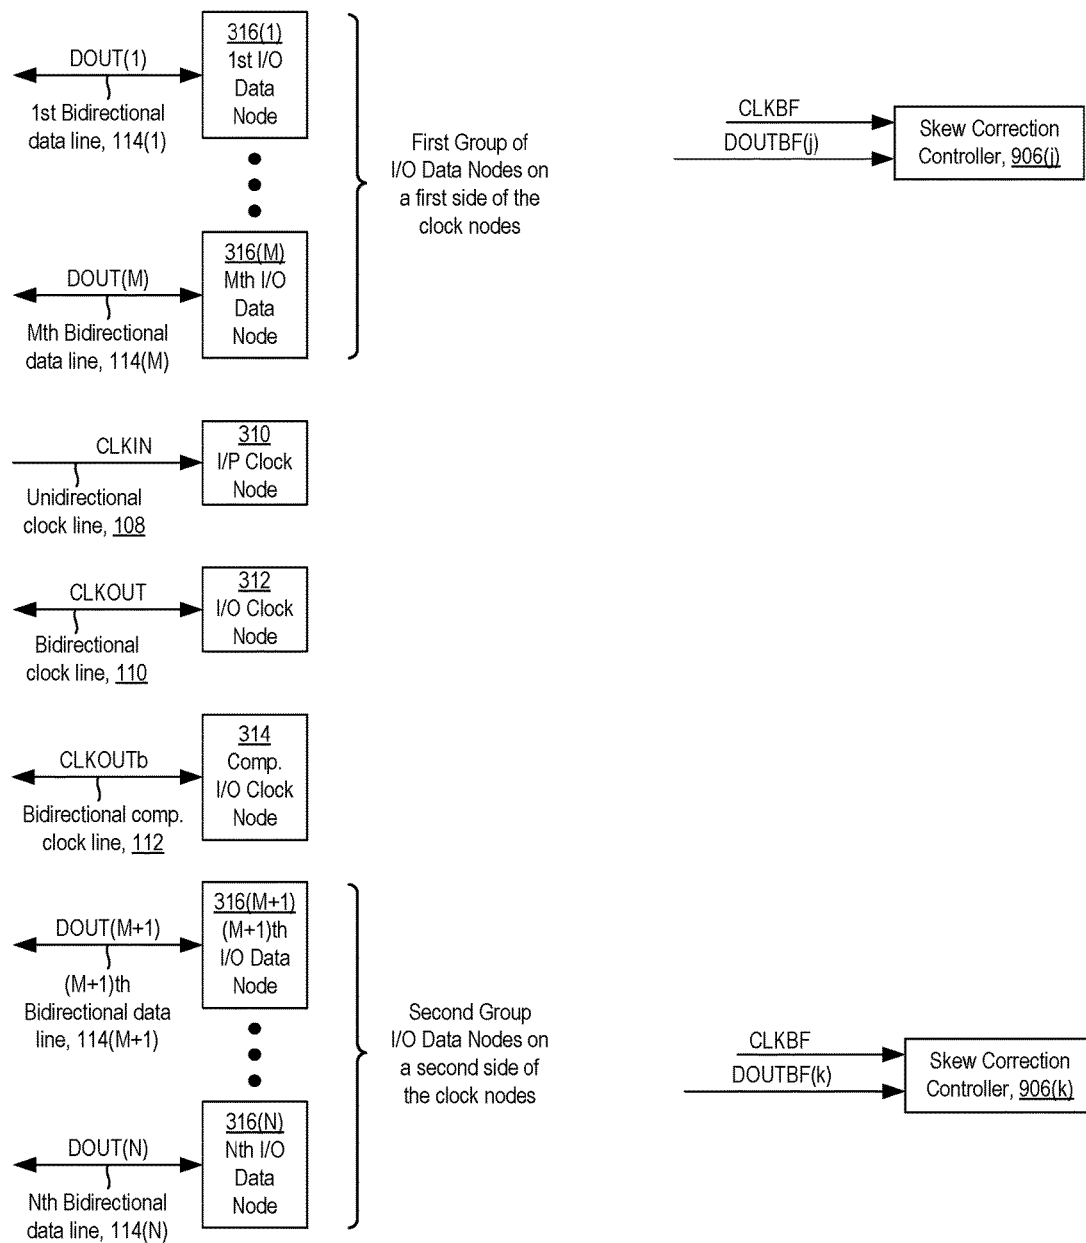 316(1)
1st I/O
Data
Node
DOUT(1)
1st Bidirectional
data line, 114(1)
316(M)
Mth I/O
Data
Node
DOUT(M)
Mth Bidirectional
data line, 114(M)
First Group of
I/O Data Nodes on
a first side of the
clock nodes
CLKBF
DOUTBF(j)
Skew Correction
Controller, 906(j)
CLKIN
310
I/P Clock
Node
Unidirectional
clock line, 108
CLKOUT
312
I/O Clock
Node
Bidirectional
clock line, 110
CLKOUTb
314
Comp.
I/O Clock
Node
Bidirectional comp.
clock line, 112
316(M+1)
(M+1)th
I/O Data
Node
DOUT(M+1)
(M+1)th
Bidirectional data
line, 114(M+1)
316(N)
Nth I/O
Data
Node
DOUT(N)
Nth Bidirectional
data line, 114(N)
Second Group
I/O Data Nodes on
a second side of
the clock nodes
CLKBF
DOUTBF(k)
Skew Correction
Controller, 906(k)